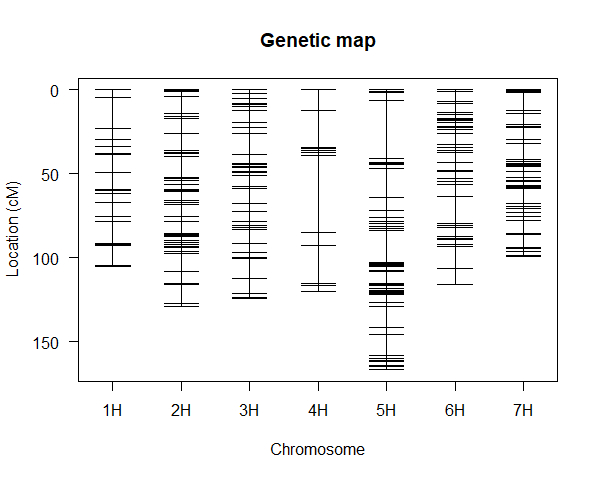 Genetic map
0
50
100
150
Location (cM)
1H 2H 3H 4H 5H 6H 7H
Chromosome